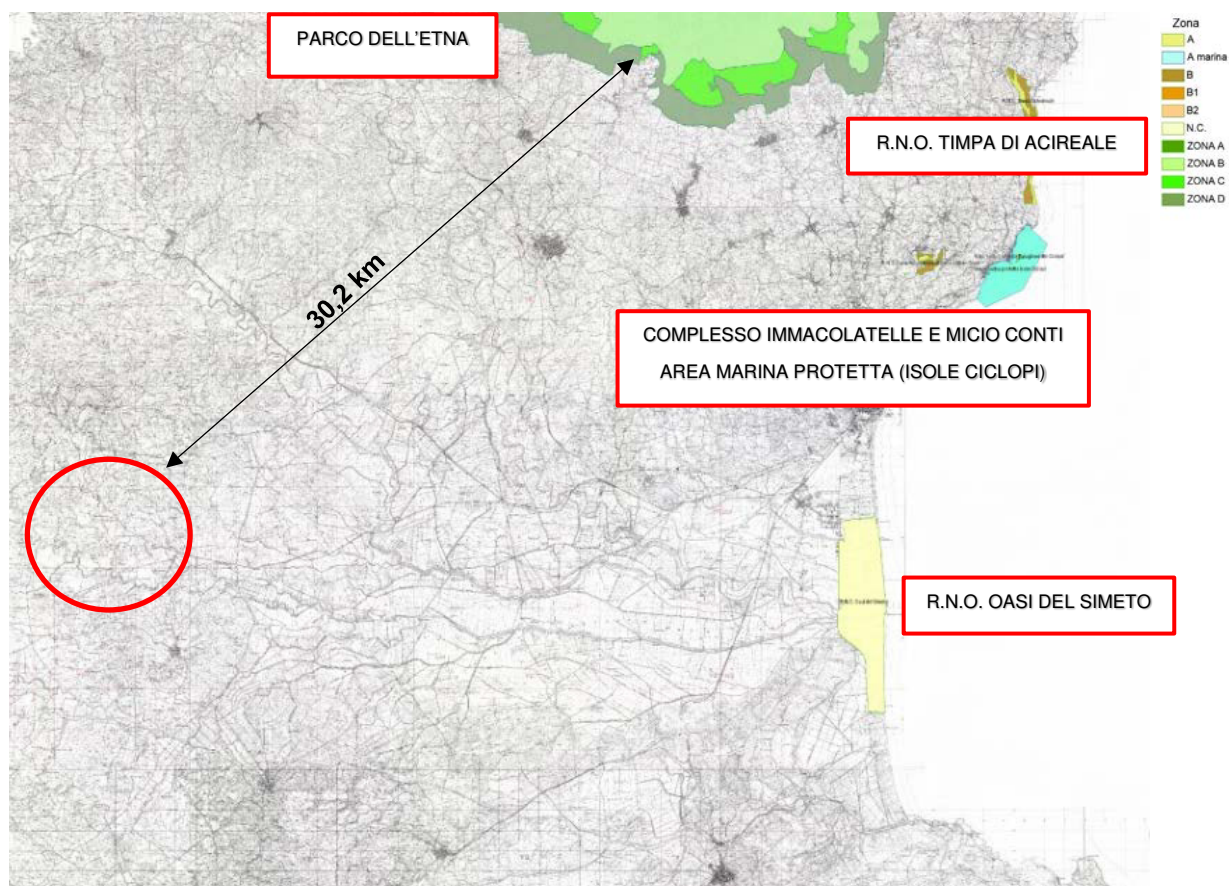 PARCO DELL'ETNA
Zona
A
A marina
B
B1
B2
N.C.
ZONA A
ZONA B
ZONA C
ZONA D
R.N.O. TIMPA DI ACIREALE
30,2 km
COMPLESSO IMMACOLATELLE E MICIO CONTI
AREA MARINA PROTETTA (ISOLE CICLOPI)
R.N.O. OASI DEL SIMETO